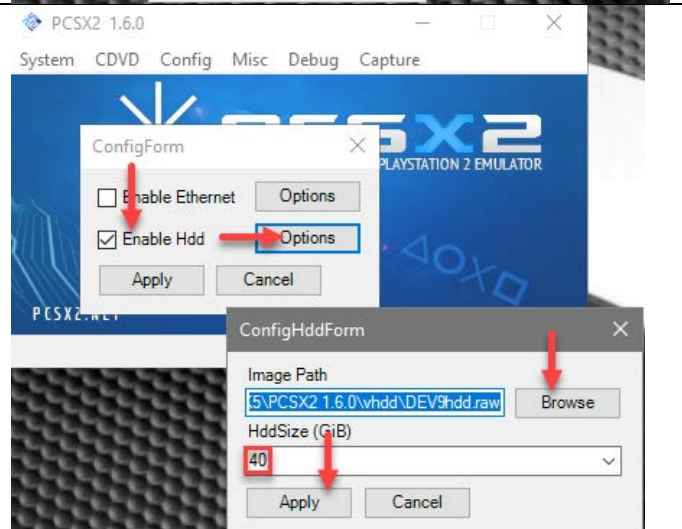 PCSX2 1.6.0
System CDVD Config Misc Debug Capture
PLAYSTATION 2 EMULATOR
ConfigForm
Enable Ethernet Options
Enable Hdd Options
Apply Cancel
ConfigHddForm
Image Path
5\PCSX2 1.6.0\vhdd\DEV9hdd.raw Browse
HddSize (GiB)
40
Apply Cancel